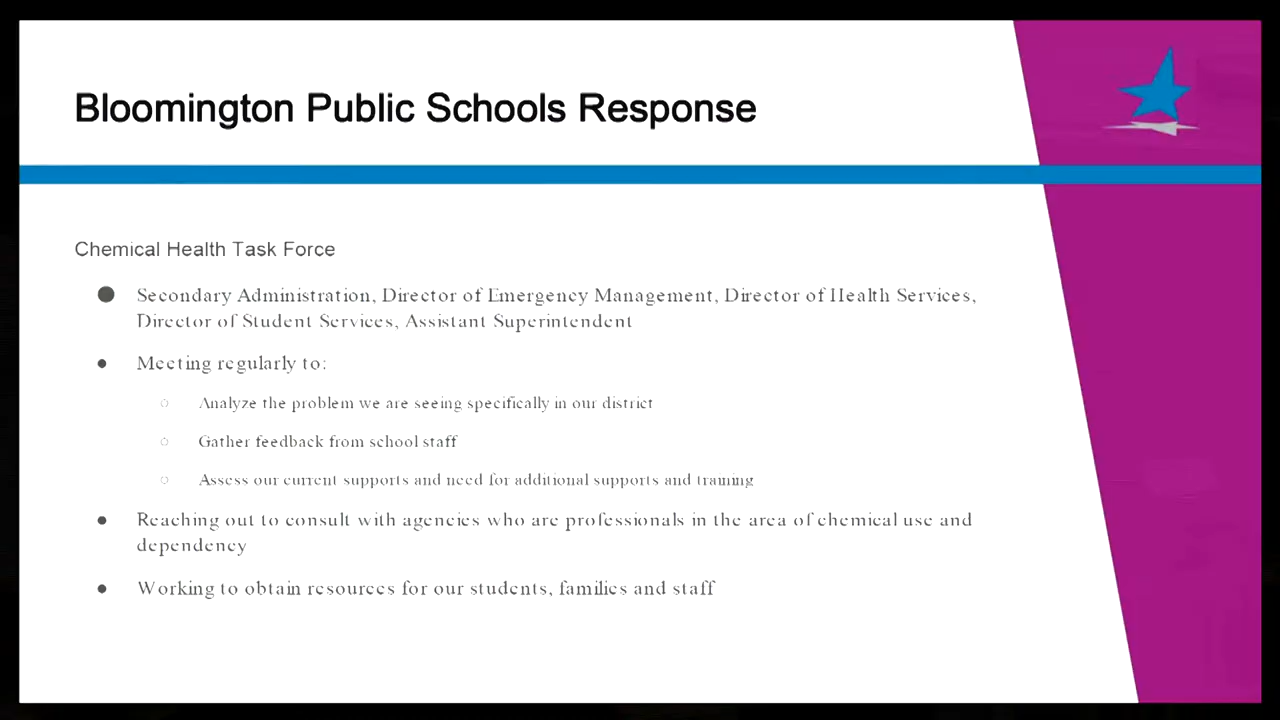 Bloomington Public Schools Response
Chemical Health Task Force
● Secondary Administration, Director of Emergency Management, Director of Health Services,
Director of Student Services, Assistant Superintendent
● Meeting regularly to:
○ Analyze the problem we are seeing specifically in our district
○ Gather feedback from school staff
○ Assess our current supports and need for additional supports and training
● Reaching out to consult with agencies who are professionals in the area of chemical use and
dependency
● Working to obtain resources for our students, families and staff